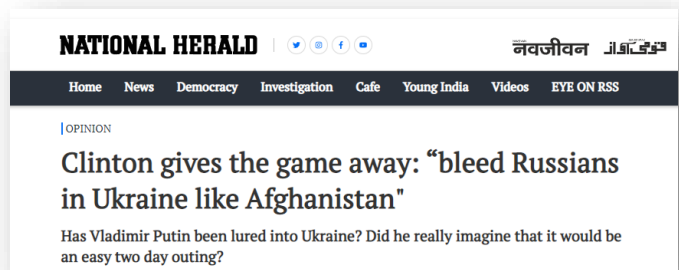 NATIONAL HERALD
नवजीवन قومی آواز
Home News Democracy Investigation Cafe Young India Videos EYE ON RSS
OPINION
Clinton gives the game away: “bleed Russians
in Ukraine like Afghanistan"
Has Vladimir Putin been lured into Ukraine? Did he really imagine that it would be
an easy two day outing?